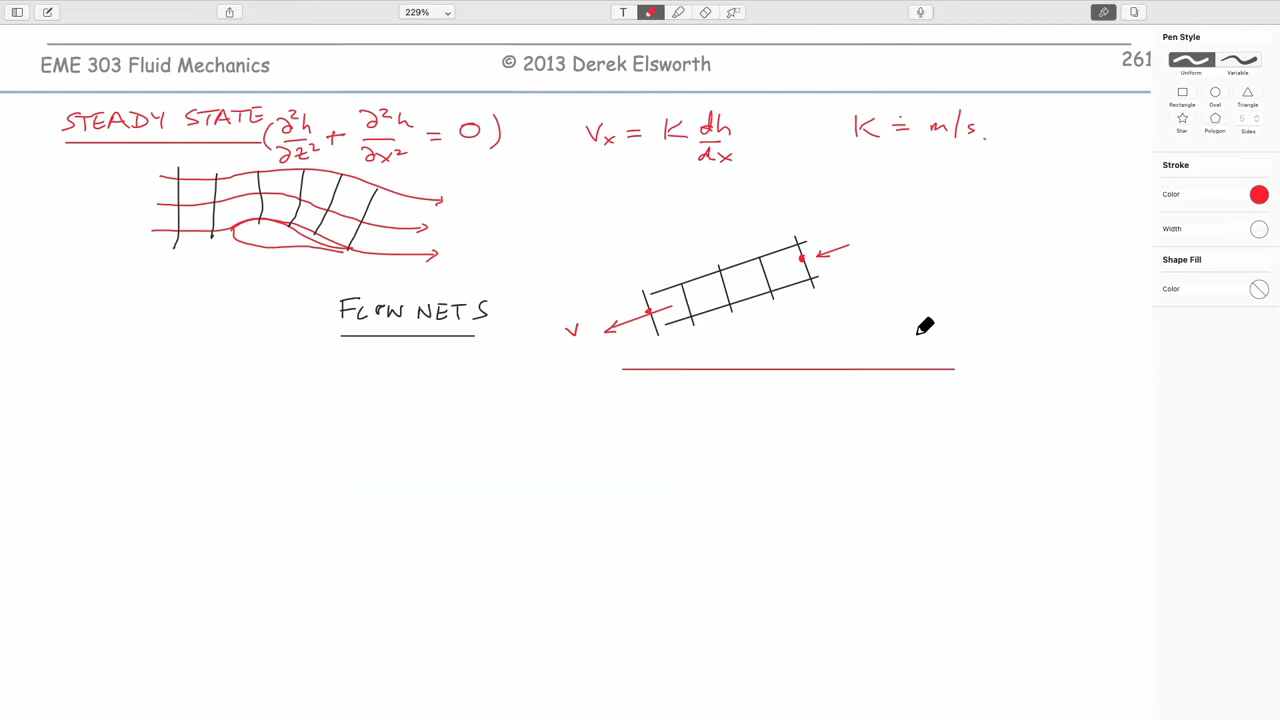 229%
T
EME 303 Fluid Mechanics
© 2013 Derek Elsworth
261
STEADY STATE (∂²h/∂z² + ∂²h/∂x² = 0)
vx = K dh/dx
K ≐ m/s.
FLOW NETS
v
Pen Style
Uniform
Variable
Rectangle
Oval
Triangle
Star
Polygon
5
Sides
Stroke
Color
Width
Shape Fill
Color